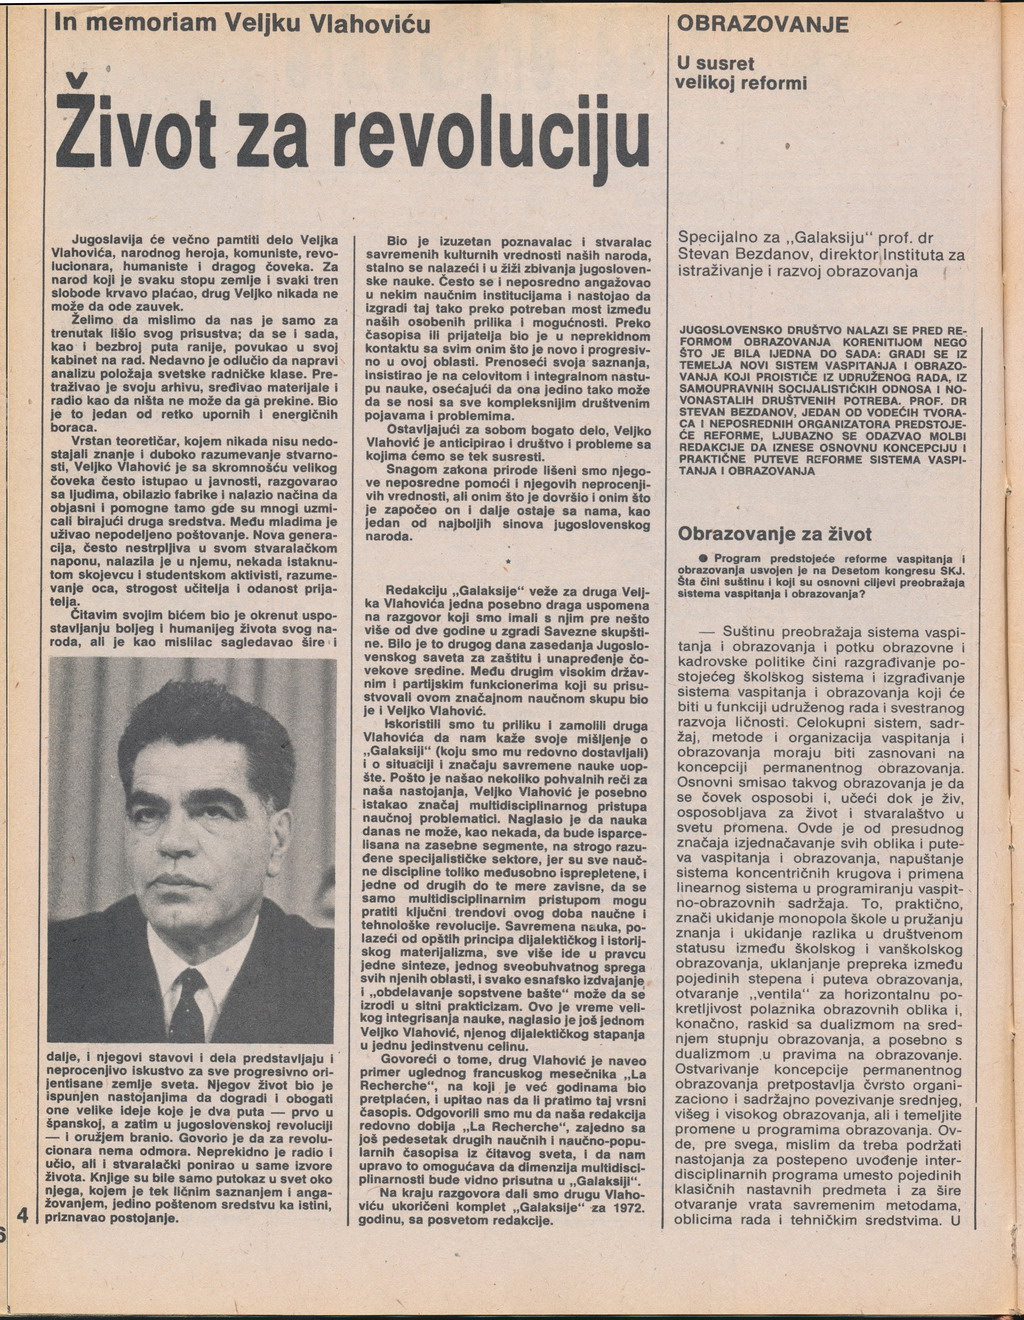 In memoriam Veljku Vlahoviću
Život za revoluciju
Jugoslavija će večno pamtiti delo Veljka
Vlahovića, narodnog heroja, komuniste, revo-
lucionara, humaniste i dragog čoveka. Za
narod koji je svaku stopu zemlje i svaki tren
slobode krvavo plaćao, drug Veljko nikada ne
može da ode zauvek.
Želimo da mislimo da nas je samo za
trenutak lišio svog prisustva; da se i sada,
kao i bezbroj puta ranije, povukao u svoj
kabinet na rad. Nedavno je odlučio da napravi
analizu položaja svetske radničke klase. Pre-
traživao je svoju arhivu, sređivao materijale i
radio kao da ništa ne može da ga prekine. Bio
je to jedan od retko upornih i energičnih
boraca.
Vrstan teoretičar, kojem nikada nisu nedo-
stajali znanje i duboko razumevanje stvarno-
sti, Veljko Vlahović je sa skromnošću velikog
čoveka često istupao u javnosti, razgovarao
sa ljudima, obilazio fabrike i nalazio načina da
objasni i pomogne tamo gde su mnogi uzmi-
cali birajući druga sredstva. Među mladima je
uživao nepodeljeno poštovanje. Nova genera-
cija, često nestrpljiva u svom stvaralačkom
naponu, nalazila je u njemu, nekada istaknu-
tom skojevcu i studentskom aktivisti, razume-
vanje oca, strogost učitelja i odanost prija-
telja.
Čitavim svojim bićem bio je okrenut uspo-
stavljanju boljeg i humanijeg života svog na-
roda, ali je kao mislilac sagledavao šire i
dalje, i njegovi stavovi i dela predstavljaju i
neprocenjivo iskustvo za sve progresivno ori-
jentisane zemlje sveta. Njegov život bio je
ispunjen nastojanjima da dogradi i obogati
one velike ideje koje je dva puta — prvo u
španskoj, a zatim u jugoslovenskoj revoluciji
— i oružjem branio. Govorio je da za revolu-
cionara nema odmora. Neprekidno je radio i
učio, ali i stvaralački ponirao u same izvore
života. Knjige su bile samo putokaz u svet oko
njega, kojem je tek ličnim saznanjem i anga-
žovanjem, jedino poštenom sredstvu ka istini,
priznavao postojanje.
Bio je izuzetan poznavalac i stvaralac
savremenih kulturnih vrednosti naših naroda,
stalno se nalazeći i u žiži zbivanja jugosloven-
ske nauke. Često se i neposredno angažovao
u nekim naučnim institucijama i nastojao da
izgradi taj tako preko potreban most između
naših osobenih prilika i mogućnosti. Preko
časopisa ili prijatelja bio je u neprekidnom
kontaktu sa svim onim što je novo i progresiv-
no u ovoj oblasti. Prenoseći svoja saznanja,
insistirao je na celovitom i integralnom nastu-
pu nauke, osećajući da ona jedino tako može
da se nosi sa sve kompleksnijim društvenim
pojavama i problemima.
Ostavljajući za sobom bogato delo, Veljko
Vlahović je anticipirao i društvo i probleme sa
kojima ćemo se tek susresti.
Snagom zakona prirode lišeni smo njego-
ve neposredne pomoći i njegovih neprocenji-
vih vrednosti, ali onim što je dovršio i onim što
je započeo on i dalje ostaje sa nama, kao
jedan od najboljih sinova jugoslovenskog
naroda.
*
Redakciju „Galaksije" veže za druga Velj-
ka Vlahovića jedna posebno draga uspomena
na razgovor koji smo imali s njim pre nešto
više od dve godine u zgradi Savezne skupšti-
ne. Bilo je to drugog dana zasedanja Jugoslo-
venskog saveta za zaštitu i unapređenje čo-
vekove sredine. Među drugim visokim držav-
nim i partijskim funkcionerima koji su prisu-
stvovali ovom značajnom naučnom skupu bio
je i Veljko Vlahović.
Iskoristili smo tu priliku i zamolili druga
Vlahovića da nam kaže svoje mišljenje o
„Galaksiji" (koju smo mu redovno dostavljali)
i o situaciji i značaju savremene nauke uop-
šte. Pošto je našao nekoliko pohvalnih reči za
naša nastojanja, Veljko Vlahović je posebno
istakao značaj multidisciplinarnog pristupa
naučnoj problematici. Naglasio je da nauka
danas ne može, kao nekada, da bude isparce-
lisana na zasebne segmente, na strogo razu-
đene specijalističke sektore, jer su sve nauč-
ne discipline toliko međusobno isprepletene, i
jedne od drugih do te mere zavisne, da se
samo multidisciplinarnim pristupom mogu
pratiti ključni trendovi ovog doba naučne i
tehnološke revolucije. Savremena nauka, po-
lazeći od opštih principa dijalektičkog i istorij-
skog materijalizma, sve više ide u pravcu
jedne sinteze, jednog sveobuhvatnog sprega
svih njenih oblasti, i svako esnafsko izdvajanje
i „obdelavanje sopstvene bašte" može da se
izrodi u sitni prakticizam. Ovo je vreme veli-
kog integrisanja nauke, naglasio je još jednom
Veljko Vlahović, njenog dijalektičkog stapanja
u jednu jedinstvenu celinu.
Govoreći o tome, drug Vlahović je naveo
primer uglednog francuskog mesečnika „La
Recherche", na koji je već godinama bio
pretplaćen, i upitao nas da li pratimo taj vrsni
časopis. Odgovorili smo mu da naša redakcija
redovno dobija „La Recherche", zajedno sa
još pedesetak drugih naučnih i naučno-popu-
larnih časopisa iz čitavog sveta, i da nam
upravo to omogućava da dimenzija multidisci-
plinarnosti bude vidno prisutna u „Galaksiji".
Na kraju razgovora dali smo drugu Vlaho-
viću ukoričeni komplet „Galaksije" za 1972.
godinu, sa posvetom redakcije.
OBRAZOVANJE
U susret
velikoj reformi
Specijalno za „Galaksiju" prof. dr
Stevan Bezdanov, direktor Instituta za
istraživanje i razvoj obrazovanja
JUGOSLOVENSKO DRUŠTVO NALAZI SE PRED RE-
FORMOM OBRAZOVANJA KORENITIJOM NEGO
ŠTO JE BILA IJEDNA DO SADA: GRADI SE IZ
TEMELJA NOVI SISTEM VASPITANJA I OBRAZO-
VANJA KOJI PROISTIČE IZ UDRUŽENOG RADA, IZ
SAMOUPRAVNIH SOCIJALISTIČKIH ODNOSA I NO-
VONASTALIH DRUŠTVENIH POTREBA. PROF. DR
STEVAN BEZDANOV, JEDAN OD VODEĆIH TVORA-
CA I NEPOSREDNIH ORGANIZATORA PREDSTOJE-
ĆE REFORME, LJUBAZNO SE ODAZVAO MOLBI
REDAKCIJE DA IZNESE OSNOVNU KONCEPCIJU I
PRAKTIČNE PUTEVE REFORME SISTEMA VASPI-
TANJA I OBRAZOVANJA
Obrazovanje za život
● Program predstojeće reforme vaspitanja i
obrazovanja usvojen je na Desetom kongresu SKJ.
Šta čini suštinu i koji su osnovni ciljevi preobražaja
sistema vaspitanja i obrazovanja?
— Suštinu preobražaja sistema vaspi-
tanja i obrazovanja i potku obrazovne i
kadrovske politike čini razgrađivanje po-
stojećeg školskog sistema i izgrađivanje
sistema vaspitanja i obrazovanja koji će
biti u funkciji udruženog rada i svestranog
razvoja ličnosti. Celokupni sistem, sadr-
žaj, metode i organizacija vaspitanja i
obrazovanja moraju biti zasnovani na
koncepciji permanentnog obrazovanja.
Osnovni smisao takvog obrazovanja je da
se čovek osposobi i, učeći dok je živ,
osposobljava za život i stvaralaštvo u
svetu promena. Ovde je od presudnog
značaja izjednačavanje svih oblika i pute-
va vaspitanja i obrazovanja, napuštanje
sistema koncentričnih krugova i primena
linearnog sistema u programiranju vaspit-
no-obrazovnih sadržaja. To, praktično,
znači ukidanje monopola škole u pružanju
znanja i ukidanje razlika u društvenom
statusu između školskog i vanškolskog
obrazovanja, uklanjanje prepreka između
pojedinih stepena i puteva obrazovanja,
otvaranje „ventila" za horizontalnu po-
kretljivost polaznika obrazovnih oblika i,
konačno, raskid sa dualizmom na sred-
njem stupnju obrazovanja, a posebno s
dualizmom u pravima na obrazovanje.
Ostvarivanje koncepcije permanentnog
obrazovanja pretpostavlja čvrsto organi-
zaciono i sadržajno povezivanje srednjeg,
višeg i visokog obrazovanja, ali i temeljite
promene u programima obrazovanja. Ov-
de, pre svega, mislim da treba podržati
nastojanja za postepeno uvođenje inter-
disciplinarnih programa umesto pojedinih
klasičnih nastavnih predmeta i za šire
otvaranje vrata savremenim metodama,
oblicima rada i tehničkim sredstvima. U
4
6